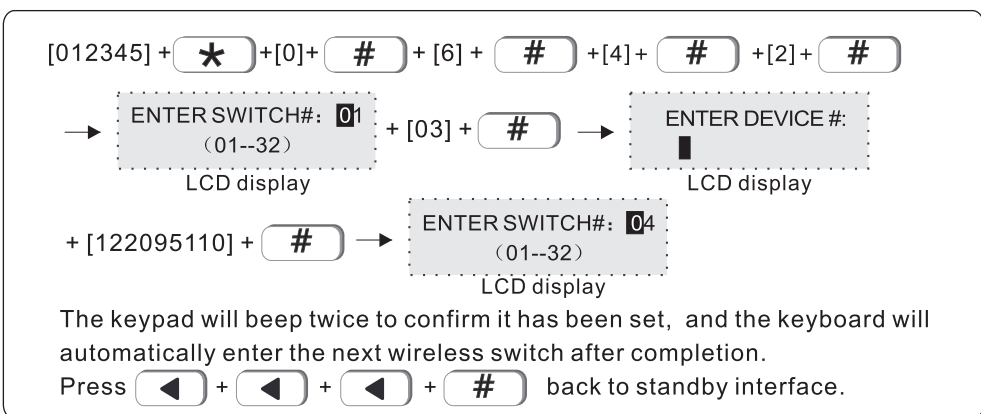 [012345] + * +[0]+ # + [6] + # +[4]+ # +[2]+ #
→ ENTER SWITCH#: 01 + [03] + # → ENTER DEVICE #:
(01--32)
LCD display LCD display
+ [122095110] + # → ENTER SWITCH#: 04
(01--32)
LCD display
The keypad will beep twice to confirm it has been set, and the keyboard will
automatically enter the next wireless switch after completion.
Press ◀ + ◀ + ◀ + # back to standby interface.